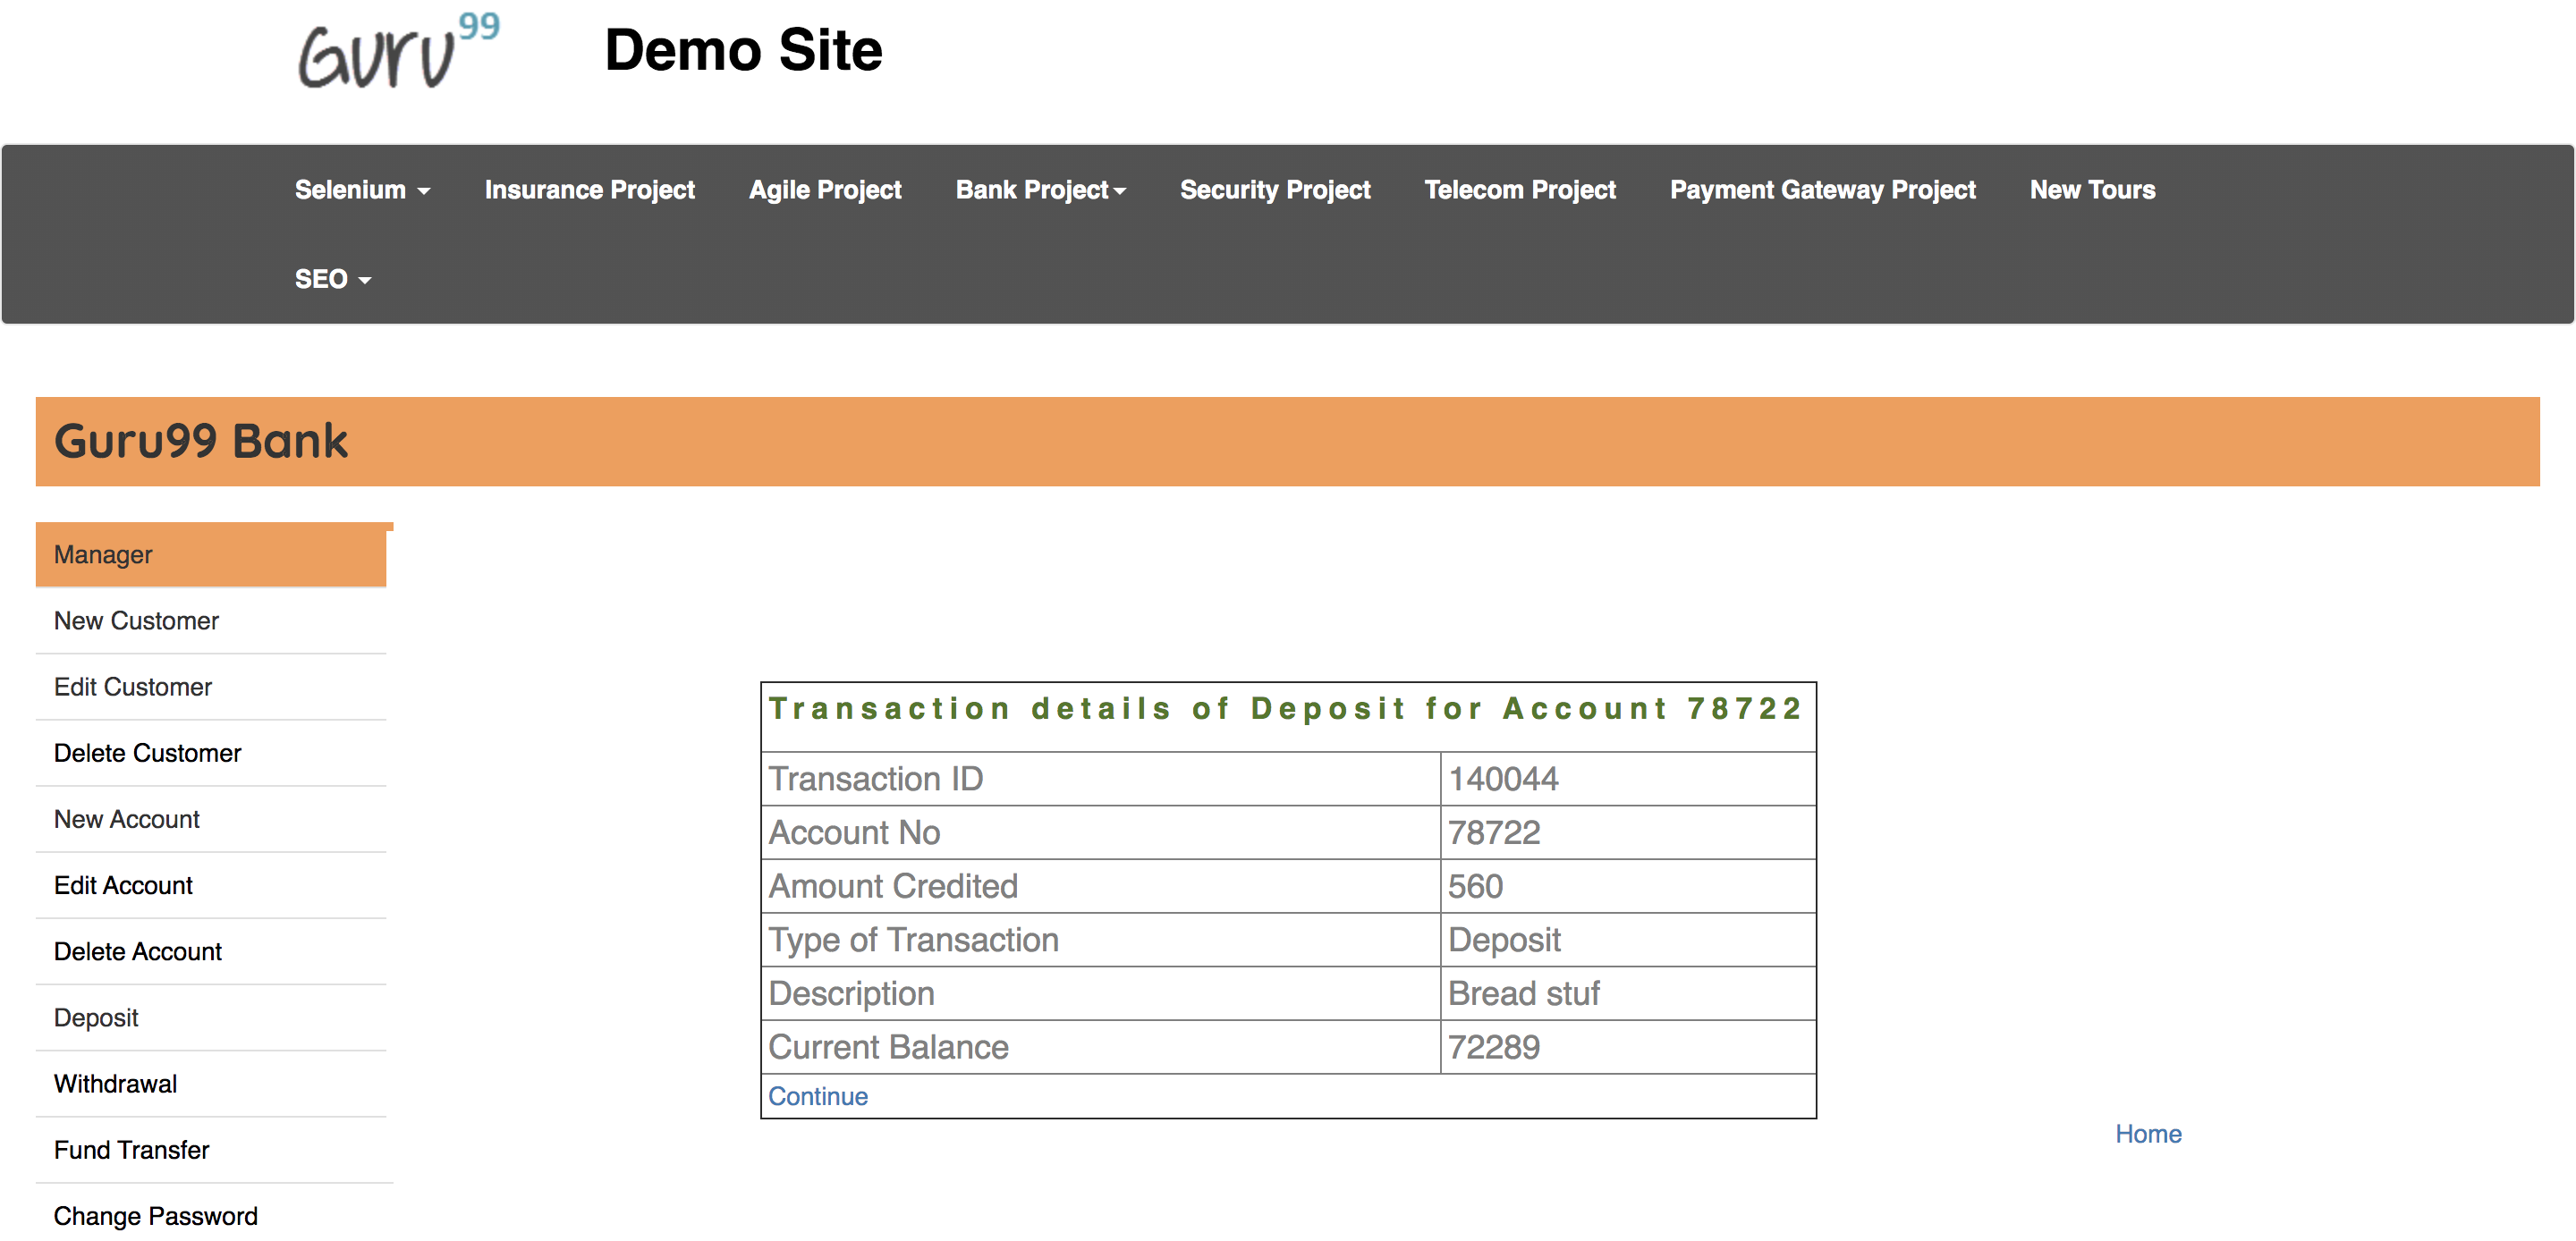 Guru99 Demo Site
Selenium Insurance Project Agile Project Bank Project Security Project Telecom Project Payment Gateway Project New Tours
SEO
Guru99 Bank
Manager
New Customer
Edit Customer
Delete Customer
New Account
Edit Account
Delete Account
Deposit
Withdrawal
Fund Transfer
Change Password
Transaction details of Deposit for Account 78722
Transaction ID 140044
Account No 78722
Amount Credited 560
Type of Transaction Deposit
Description Bread stuf
Current Balance 72289
Continue
Home